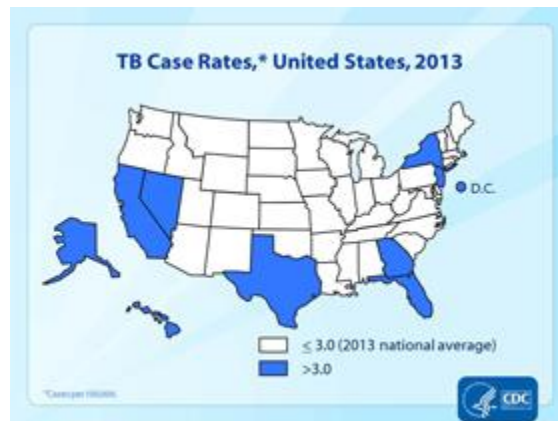 TB Case Rates,* United States, 2013
D.C.
≤ 3.0 (2013 national average)
>3.0
*Cases per 100,000.
CDC